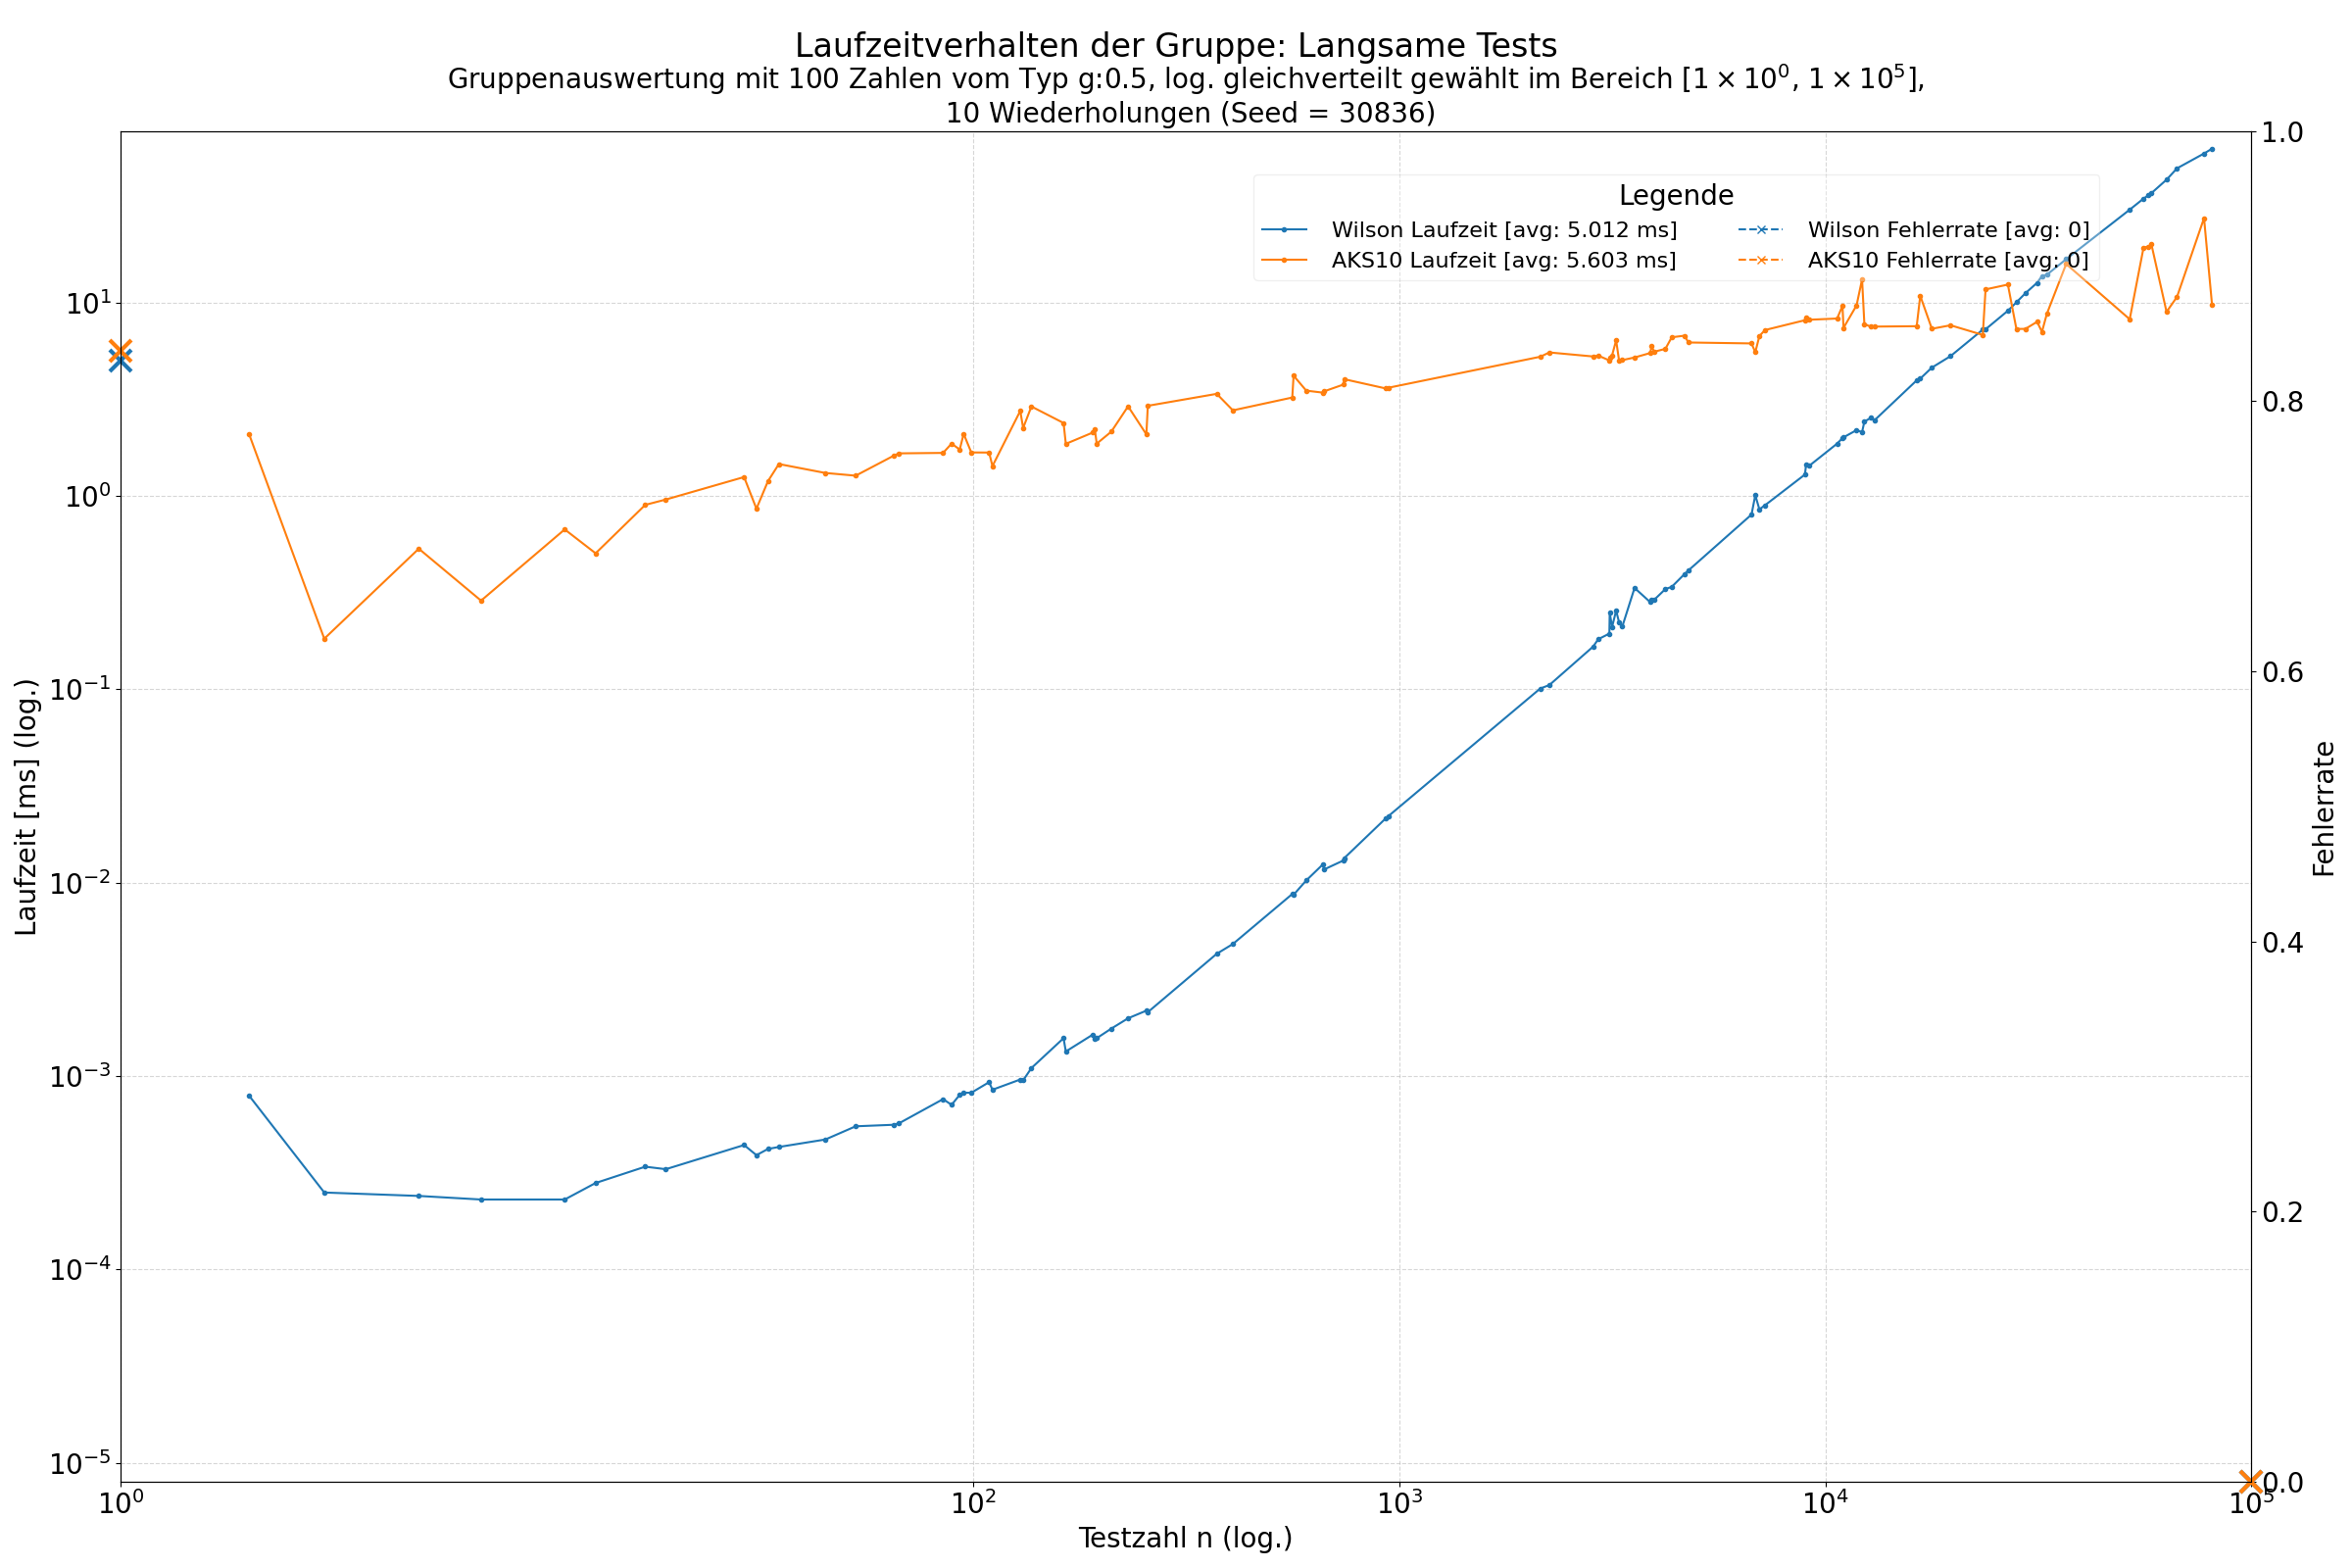 Laufzeitverhalten der Gruppe: Langsame Tests
Gruppenauswertung mit 100 Zahlen vom Typ g:0.5, log. gleichverteilt gewählt im Bereich [1 × 10⁰, 1 × 10⁵],
10 Wiederholungen (Seed = 30836)
Legende
Wilson Laufzeit [avg: 5.012 ms]
AKS10 Laufzeit [avg: 5.603 ms]
Wilson Fehlerrate [avg: 0]
AKS10 Fehlerrate [avg: 0]
Laufzeit [ms] (log.)
10¹
10⁰
10⁻¹
10⁻²
10⁻³
10⁻⁴
10⁻⁵
10⁰
10²
10³
10⁴
10⁵
Testzahl n (log.)
1.0
0.8
0.6
0.4
0.2
0.0
Fehlerrate